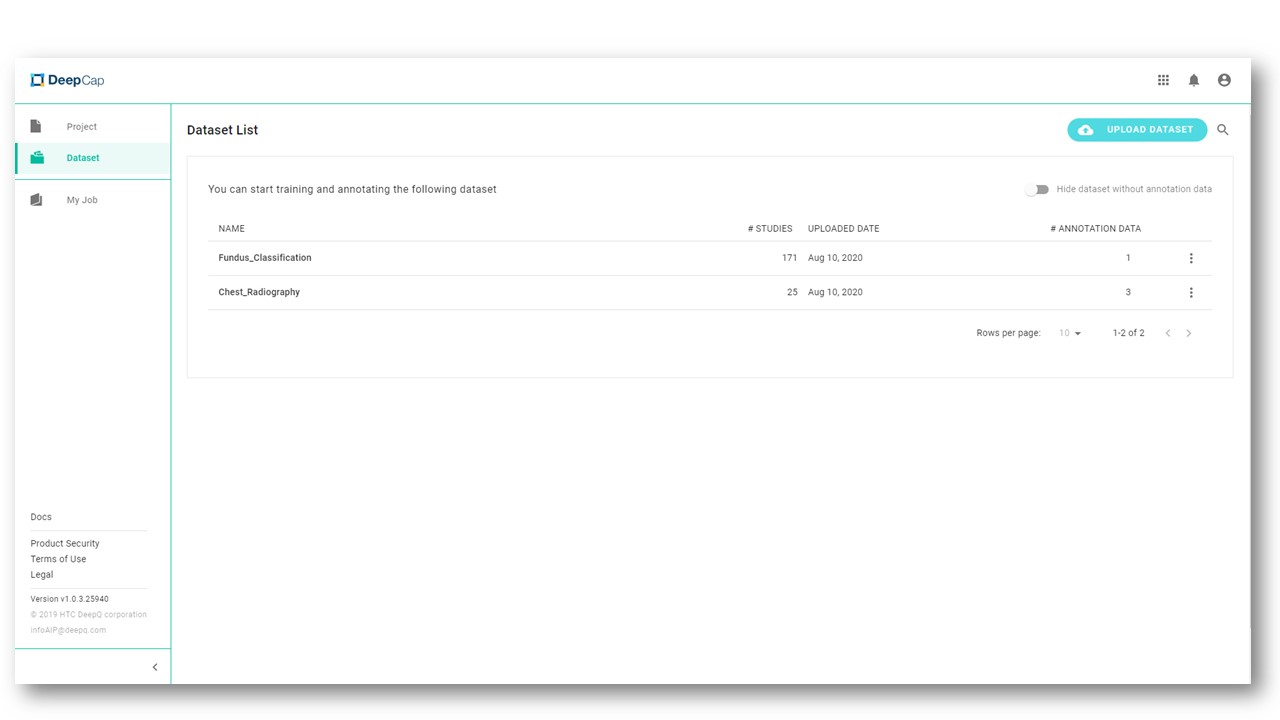 DeepCap
Project
Dataset
My Job
Docs
Product Security
Terms of Use
Legal
Version v1.0.3.25940
© 2019 HTC DeepQ corporation
infoAIP@deepq.com
Dataset List
UPLOAD DATASET
You can start training and annotating the following dataset
Hide dataset without annotation data
NAME # STUDIES UPLOADED DATE # ANNOTATION DATA
Fundus_Classification 171 Aug 10, 2020 1
Chest_Radiography 25 Aug 10, 2020 3
Rows per page: 10 1-2 of 2